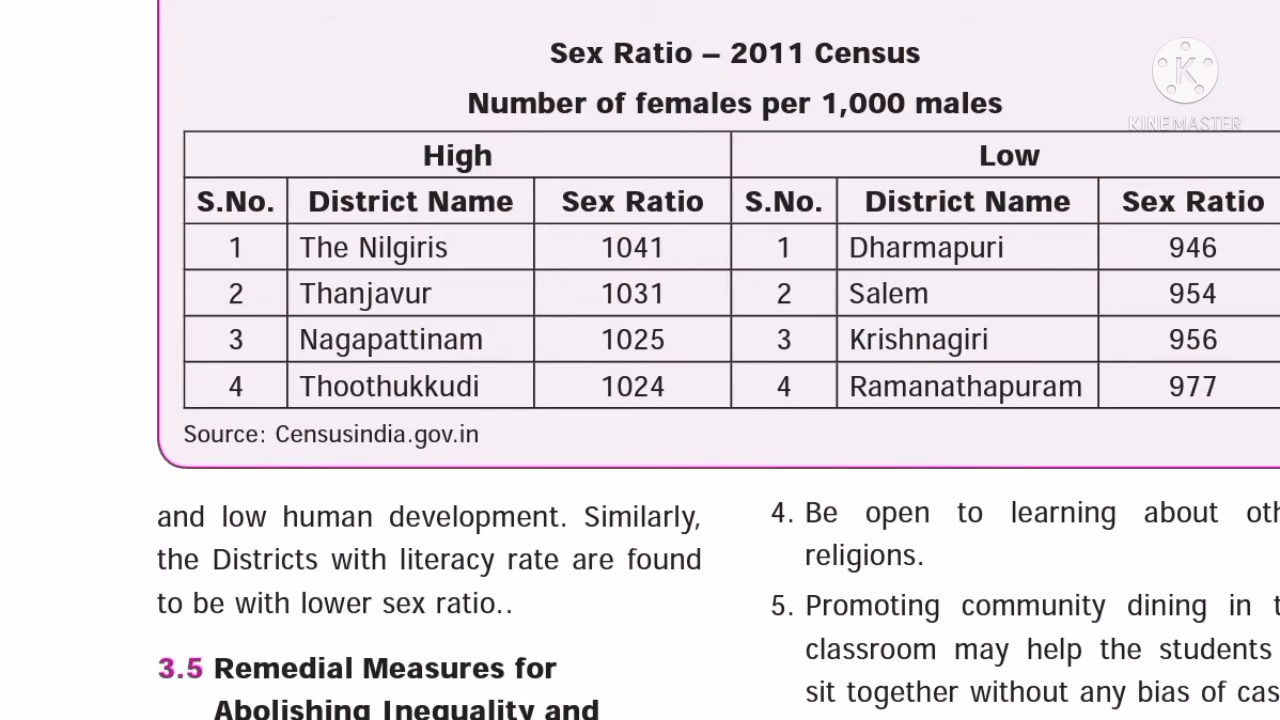 Sex Ratio – 2011 Census
Number of females per 1,000 males
KINEMASTER
High Low
S.No. District Name Sex Ratio S.No. District Name Sex Ratio
1 The Nilgiris 1041 1 Dharmapuri 946
2 Thanjavur 1031 2 Salem 954
3 Nagapattinam 1025 3 Krishnagiri 956
4 Thoothukkudi 1024 4 Ramanathapuram 977
Source: Censusindia.gov.in
and low human development. Similarly,
the Districts with literacy rate are found
to be with lower sex ratio..
3.5 Remedial Measures for
Abolishing Inequality and
4. Be open to learning about
religions.
5. Promoting community dining in
classroom may help the students
sit together without any bias of